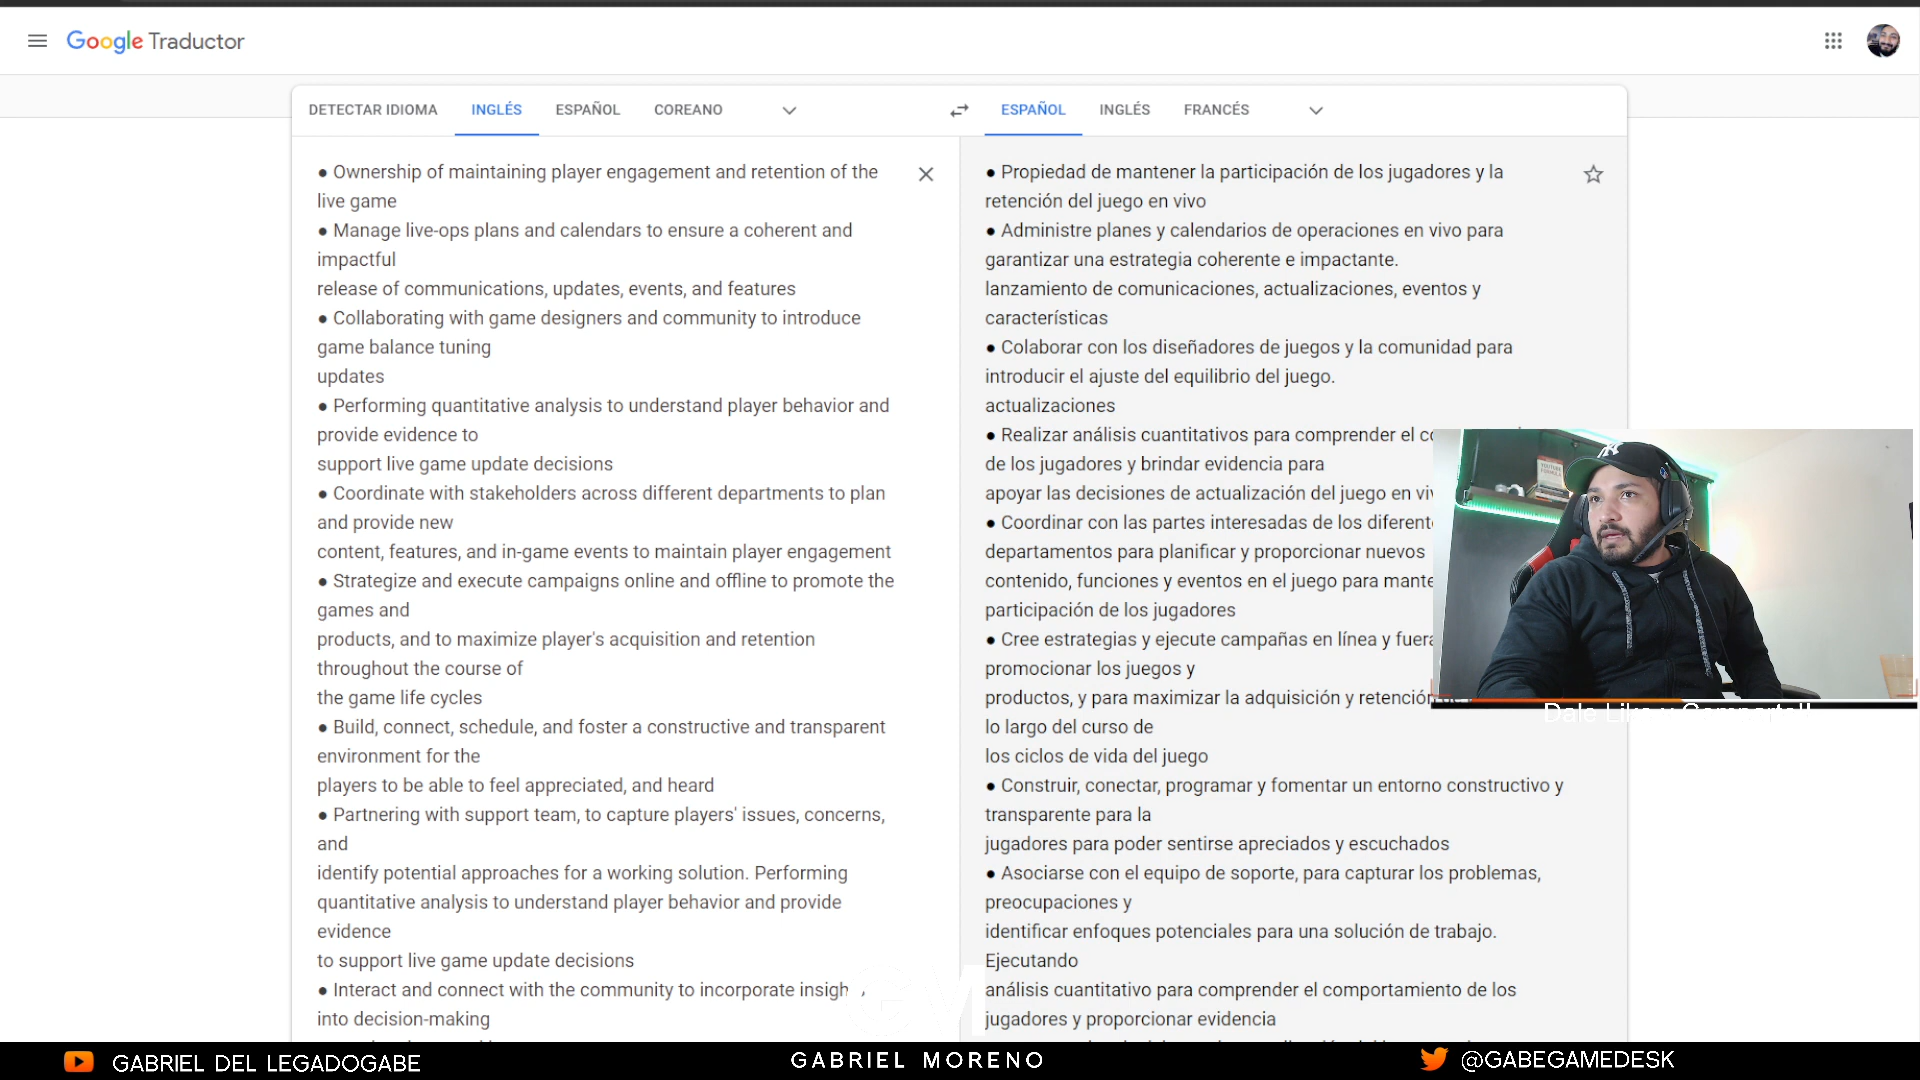 Google Traductor
DETECTAR IDIOMA INGLÉS ESPAÑOL COREANO
ESPAÑOL INGLÉS FRANCÉS
● Ownership of maintaining player engagement and retention of the
live game
● Manage live-ops plans and calendars to ensure a coherent and
impactful
release of communications, updates, events, and features
● Collaborating with game designers and community to introduce
game balance tuning
updates
● Performing quantitative analysis to understand player behavior and
provide evidence to
support live game update decisions
● Coordinate with stakeholders across different departments to plan
and provide new
content, features, and in-game events to maintain player engagement
● Strategize and execute campaigns online and offline to promote the
games and
products, and to maximize player's acquisition and retention
throughout the course of
the game life cycles
● Build, connect, schedule, and foster a constructive and transparent
environment for the
players to be able to feel appreciated, and heard
● Partnering with support team, to capture players' issues, concerns,
and
identify potential approaches for a working solution. Performing
quantitative analysis to understand player behavior and provide
evidence
to support live game update decisions
● Interact and connect with the community to incorporate
into decision-making
● Propiedad de mantener la participación de los jugadores y la
retención del juego en vivo
● Administre planes y calendarios de operaciones en vivo para
garantizar una estrategia coherente e impactante.
lanzamiento de comunicaciones, actualizaciones, eventos y
características
● Colaborar con los diseñadores de juegos y la comunidad para
introducir el ajuste del equilibrio del juego.
actualizaciones
● Realizar análisis cuantitativos para comprender el
de los jugadores y brindar evidencia para
apoyar las decisiones de actualización del juego en
● Coordinar con las partes interesadas de los
departamentos para planificar y proporcionar nuevos
contenido, funciones y eventos en el juego para
participación de los jugadores
● Cree estrategias y ejecute campañas en línea y
promocionar los juegos y
productos, y para maximizar la adquisición y
lo largo del curso de
los ciclos de vida del juego
● Construir, conectar, programar y fomentar un entorno constructivo y
transparente para la
jugadores para poder sentirse apreciados y escuchados
● Asociarse con el equipo de soporte, para capturar los problemas,
preocupaciones y
identificar enfoques potenciales para una solución de trabajo.
Ejecutando
análisis cuantitativo para comprender el comportamiento de los
jugadores y proporcionar evidencia
GABRIEL DEL LEGADOGABE
GABRIEL MORENO
@GABEGAMEDESK